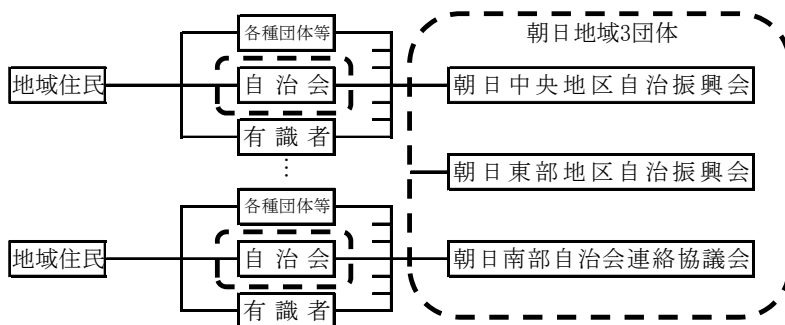 各種団体等
朝日地域3団体
地域住民
自治会
朝日中央地区自治振興会
有識者
…
朝日東部地区自治振興会
各種団体等
地域住民
自治会
朝日南部自治会連絡協議会
有識者